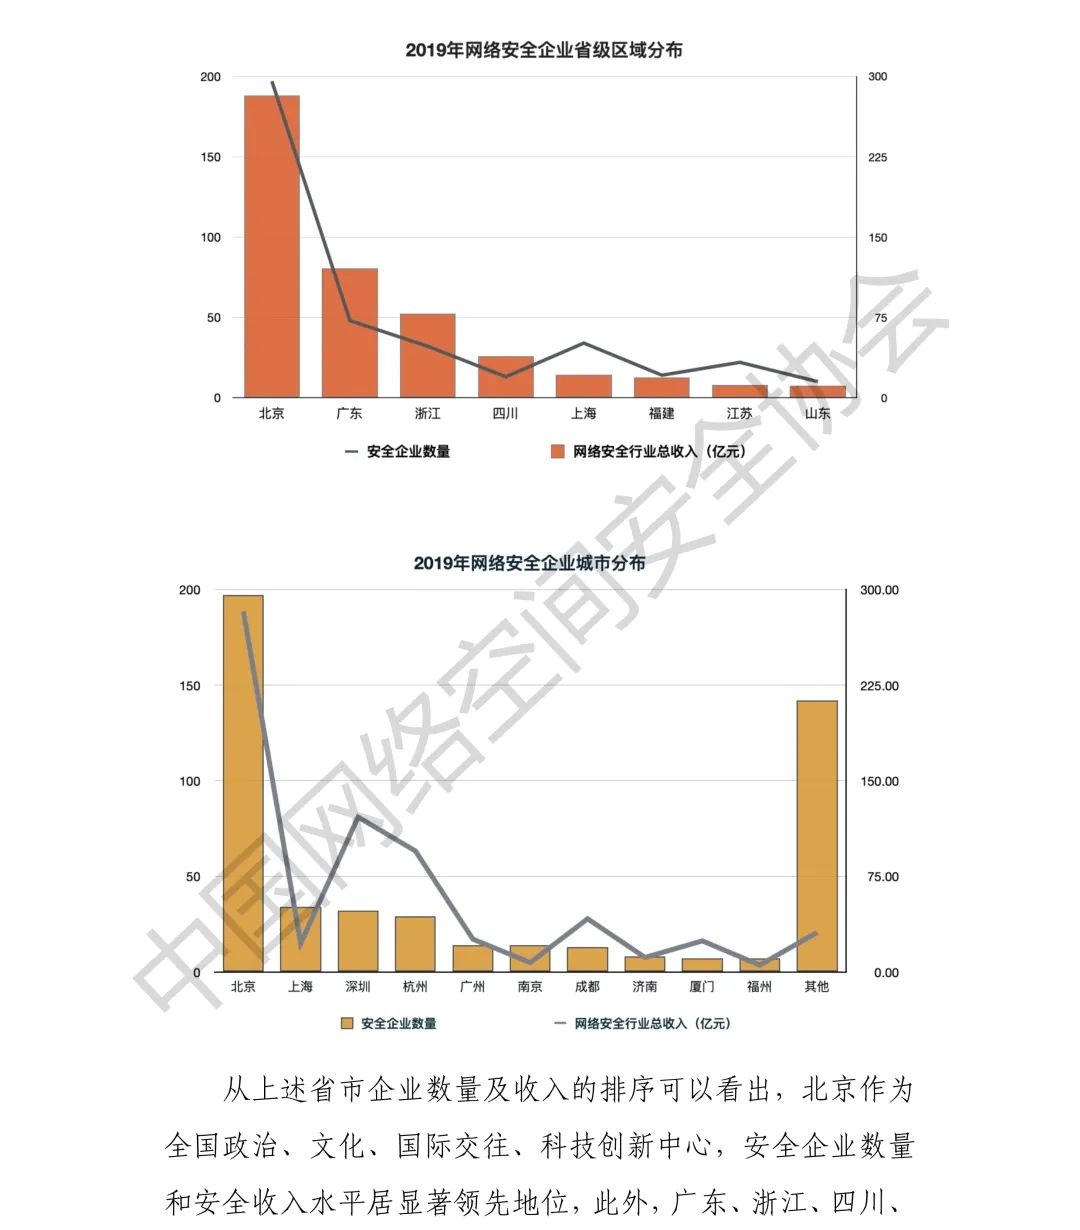 2019年网络安全企业省级区域分布
200
150
100
50
0
300
225
150
75
0
北京 广东 浙江 四川 上海 福建 江苏 山东
安全企业数量 网络安全行业总收入（亿元）
2019年网络安全企业城市分布
200
150
100
50
0
300.00
225.00
150.00
75.00
0.00
北京 上海 深圳 杭州 广州 南京 成都 济南 厦门 福州 其他
安全企业数量 网络安全行业总收入（亿元）
从上述省市企业数量及收入的排序可以看出，北京作为
全国政治、文化、国际交往、科技创新中心，安全企业数量
和安全收入水平居显著领先地位，此外，广东、浙江、四川、
中国网络空间安全协会